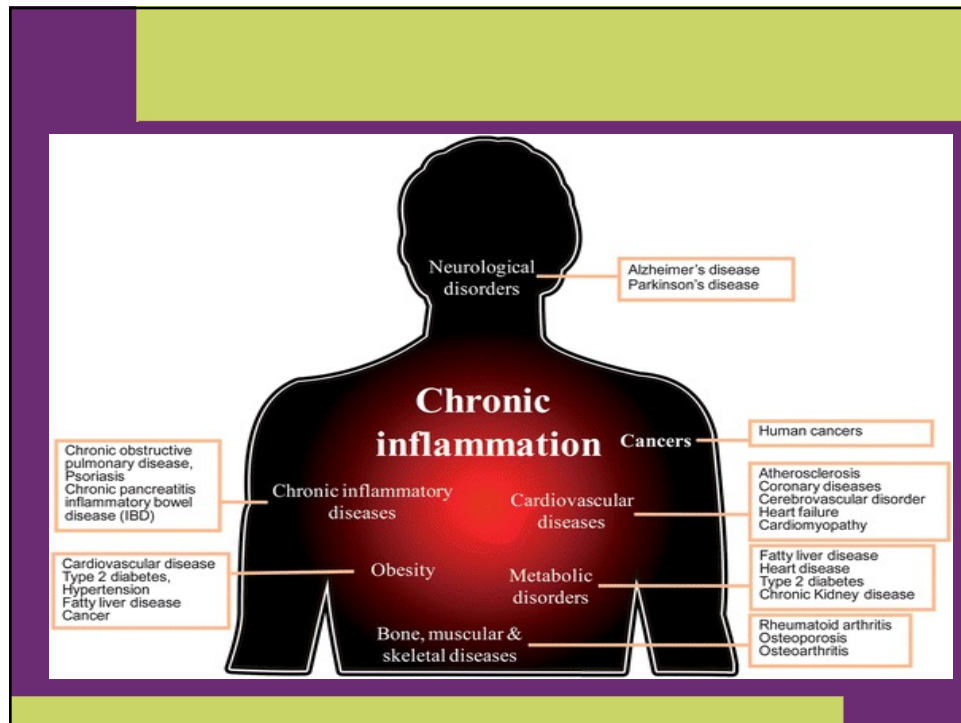 Neurological
disorders
Alzheimer's disease
Parkinson's disease
Chronic
inflammation
Cancers
Human cancers
Chronic obstructive
pulmonary disease,
Psoriasis
Chronic pancreatitis
inflammatory bowel
disease (IBD)
Chronic inflammatory
diseases
Cardiovascular
diseases
Atherosclerosis
Coronary diseases
Cerebrovascular disorder
Heart failure
Cardiomyopathy
Cardiovascular disease
Type 2 diabetes,
Hypertension
Fatty liver disease
Cancer
Obesity
Metabolic
disorders
Fatty liver disease
Heart disease
Type 2 diabetes
Chronic Kidney disease
Bone, muscular &
skeletal diseases
Rheumatoid arthritis
Osteoporosis
Osteoarthritis